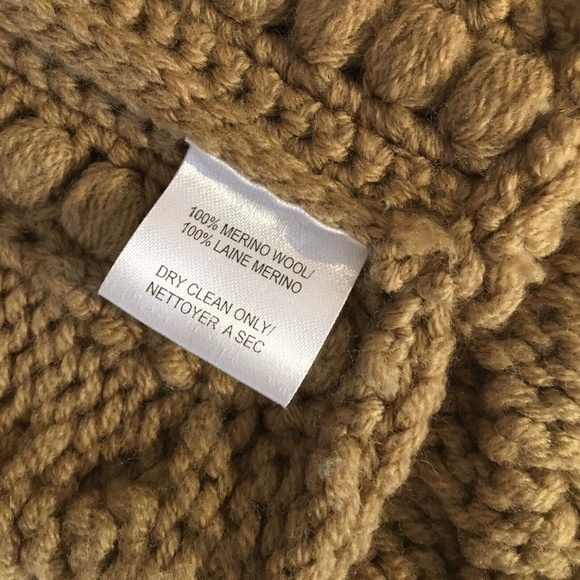 100% MERINO WOOL/
100% LAINE MERINO
DRY CLEAN ONLY/
NETTOYER A SEC